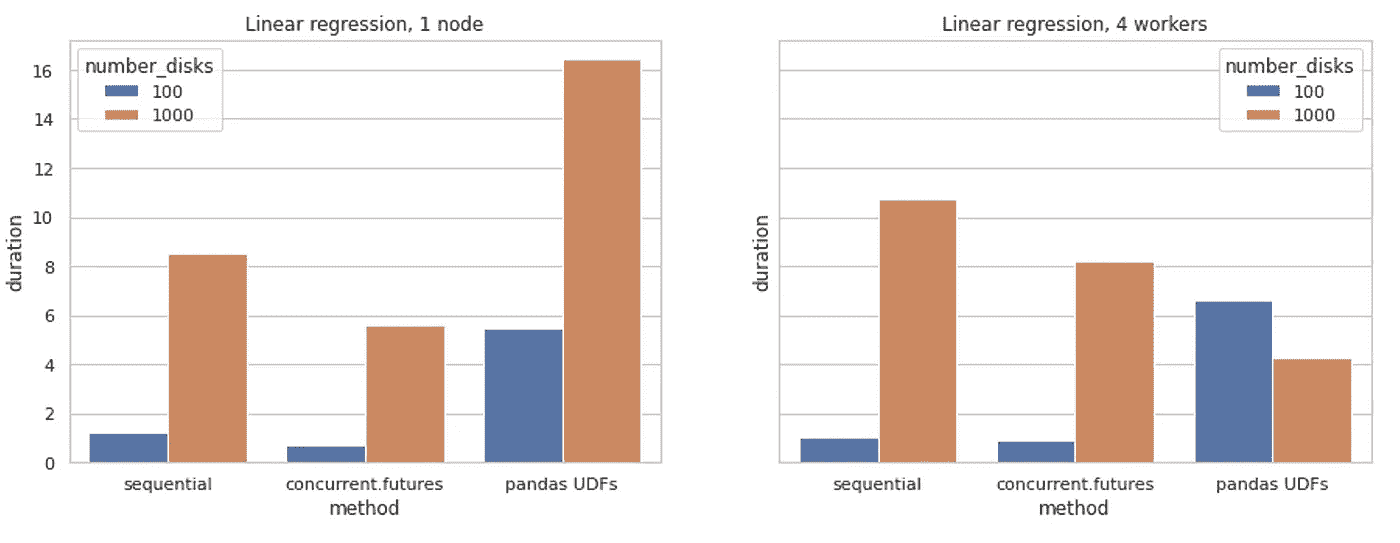 Linear regression, 1 node
number_disks
100
1000
16
14
12
10
8
6
4
2
0
duration
sequential
concurrent.futures
pandas UDFs
method
Linear regression, 4 workers
number_disks
100
1000
duration
sequential
concurrent.futures
pandas UDFs
method